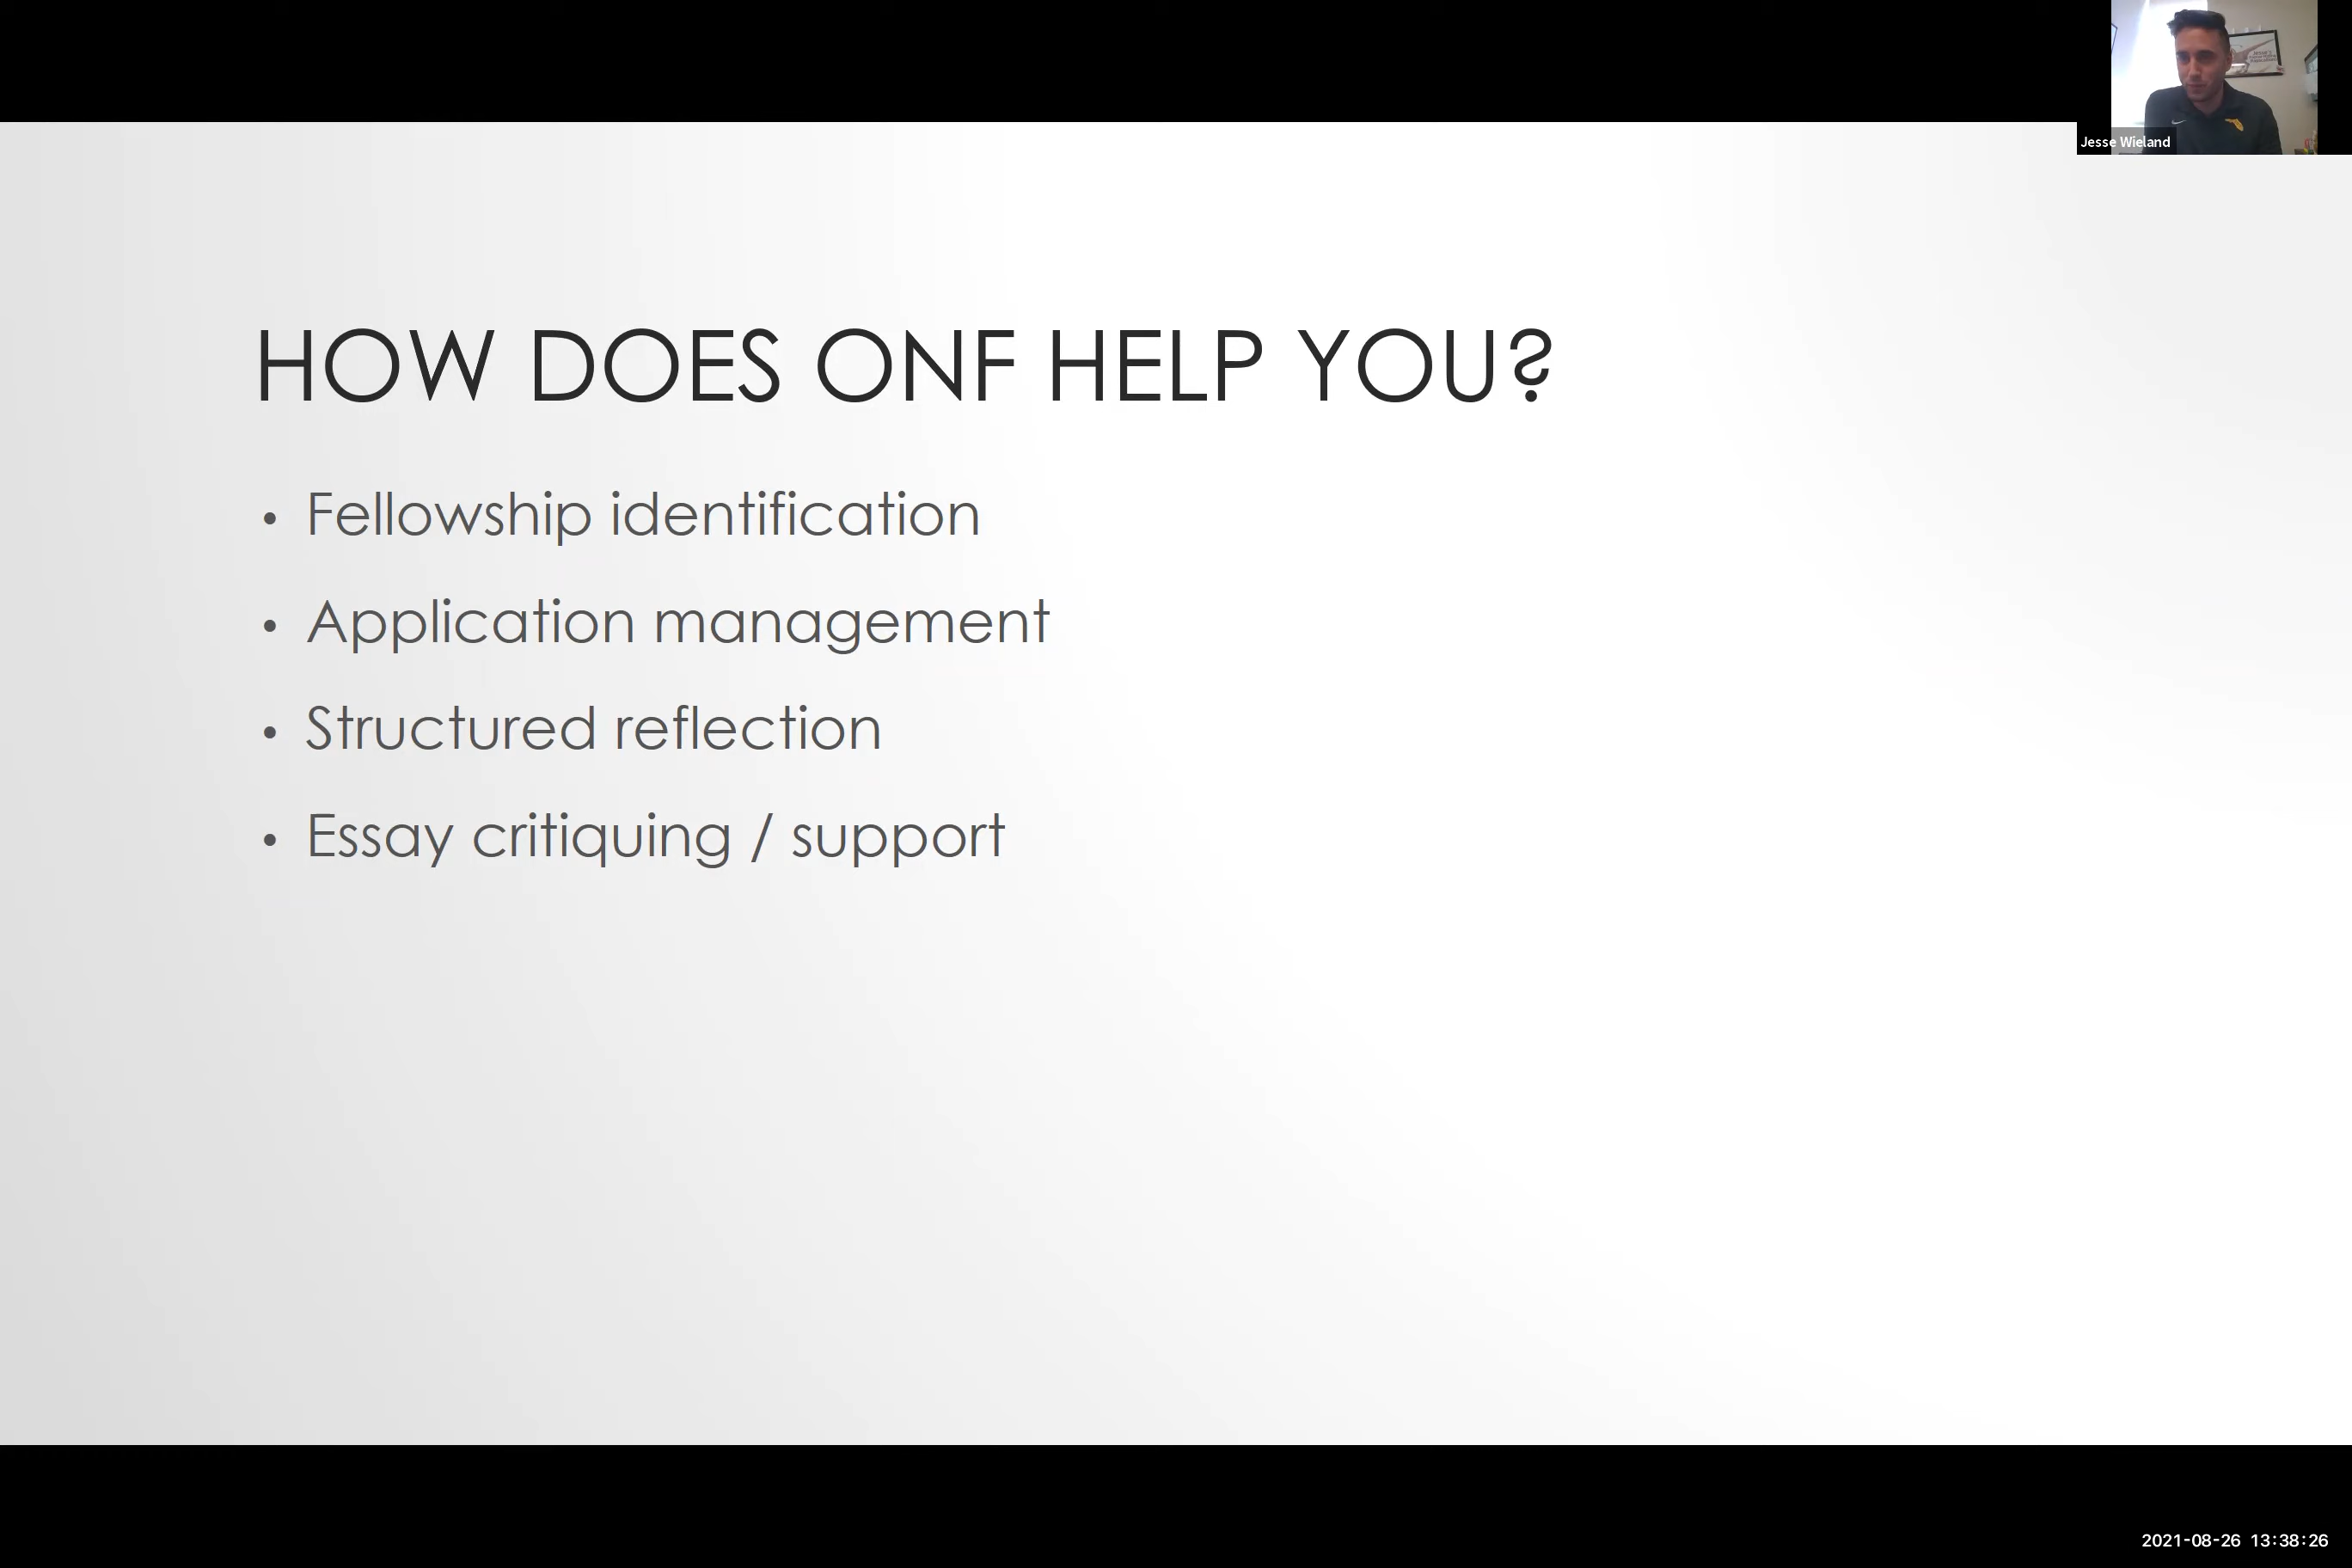 Jesse Wieland
HOW DOES ONF HELP YOU?
• Fellowship identification
• Application management
• Structured reflection
• Essay critiquing / support
2021-08-26 13:38:26